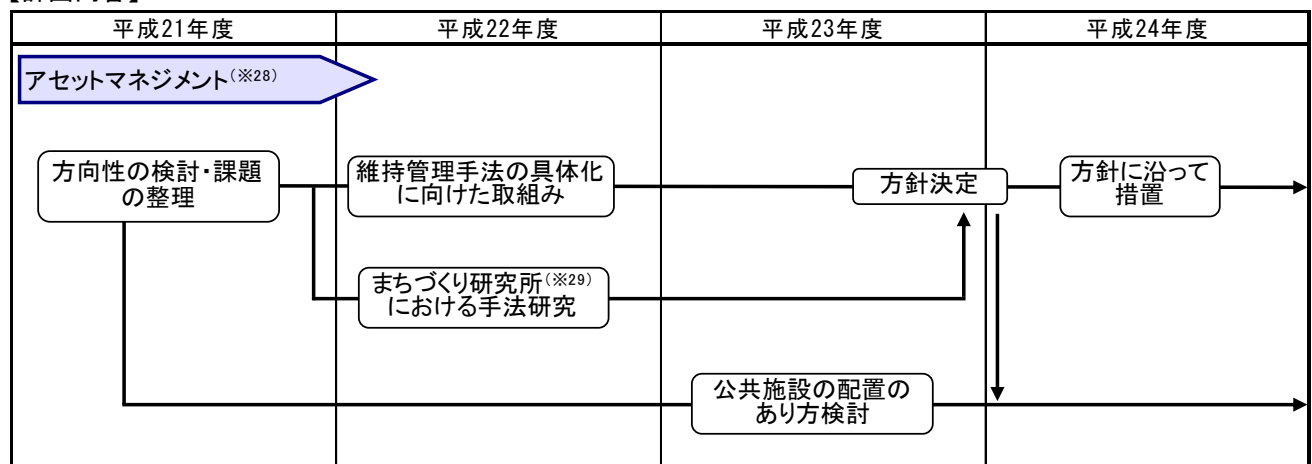 平成21年度
平成22年度
平成23年度
平成24年度
アセットマネジメント(※28)
方向性の検討・課題
の整理
維持管理手法の具体化
に向けた取組み
方針決定
方針に沿って
措置
まちづくり研究所(※29)
における手法研究
公共施設の配置の
あり方検討